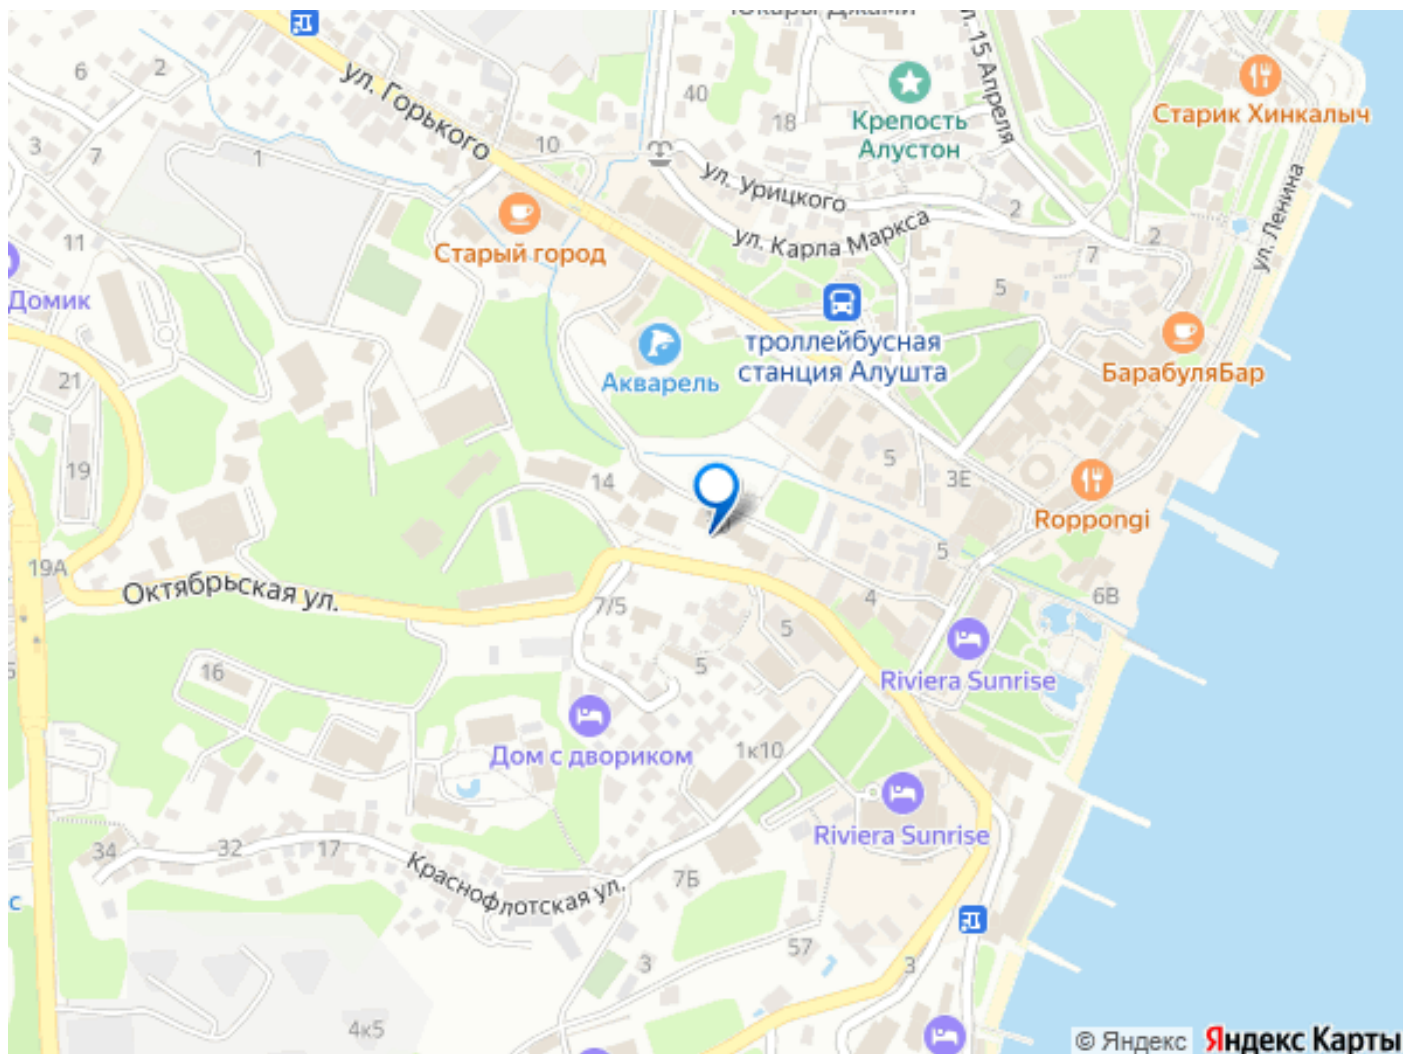 Юкары Джами
ул. 15 Апреля
Старик Хинкалыч
6
2
ул. Горького
40
18
Крепость
Алустон
3
7
1
10
ул. Урицкого
2
ул. Ленина
11
Старый город
ул. Карла Маркса
7
2
Домик
5
троллейбусная
станция Алушта
БарабуляБар
Акварель
21
19
14
5
3Е
Roppongi
19А
Октябрьская ул.
5
7/5
4
6В
5
5
16
Riviera Sunrise
Дом с двориком
1к10
Riviera Sunrise
34
32
17
Краснофлотская ул.
7Б
с
57
3
3
4к5
© Яндекс Яндекс Карты